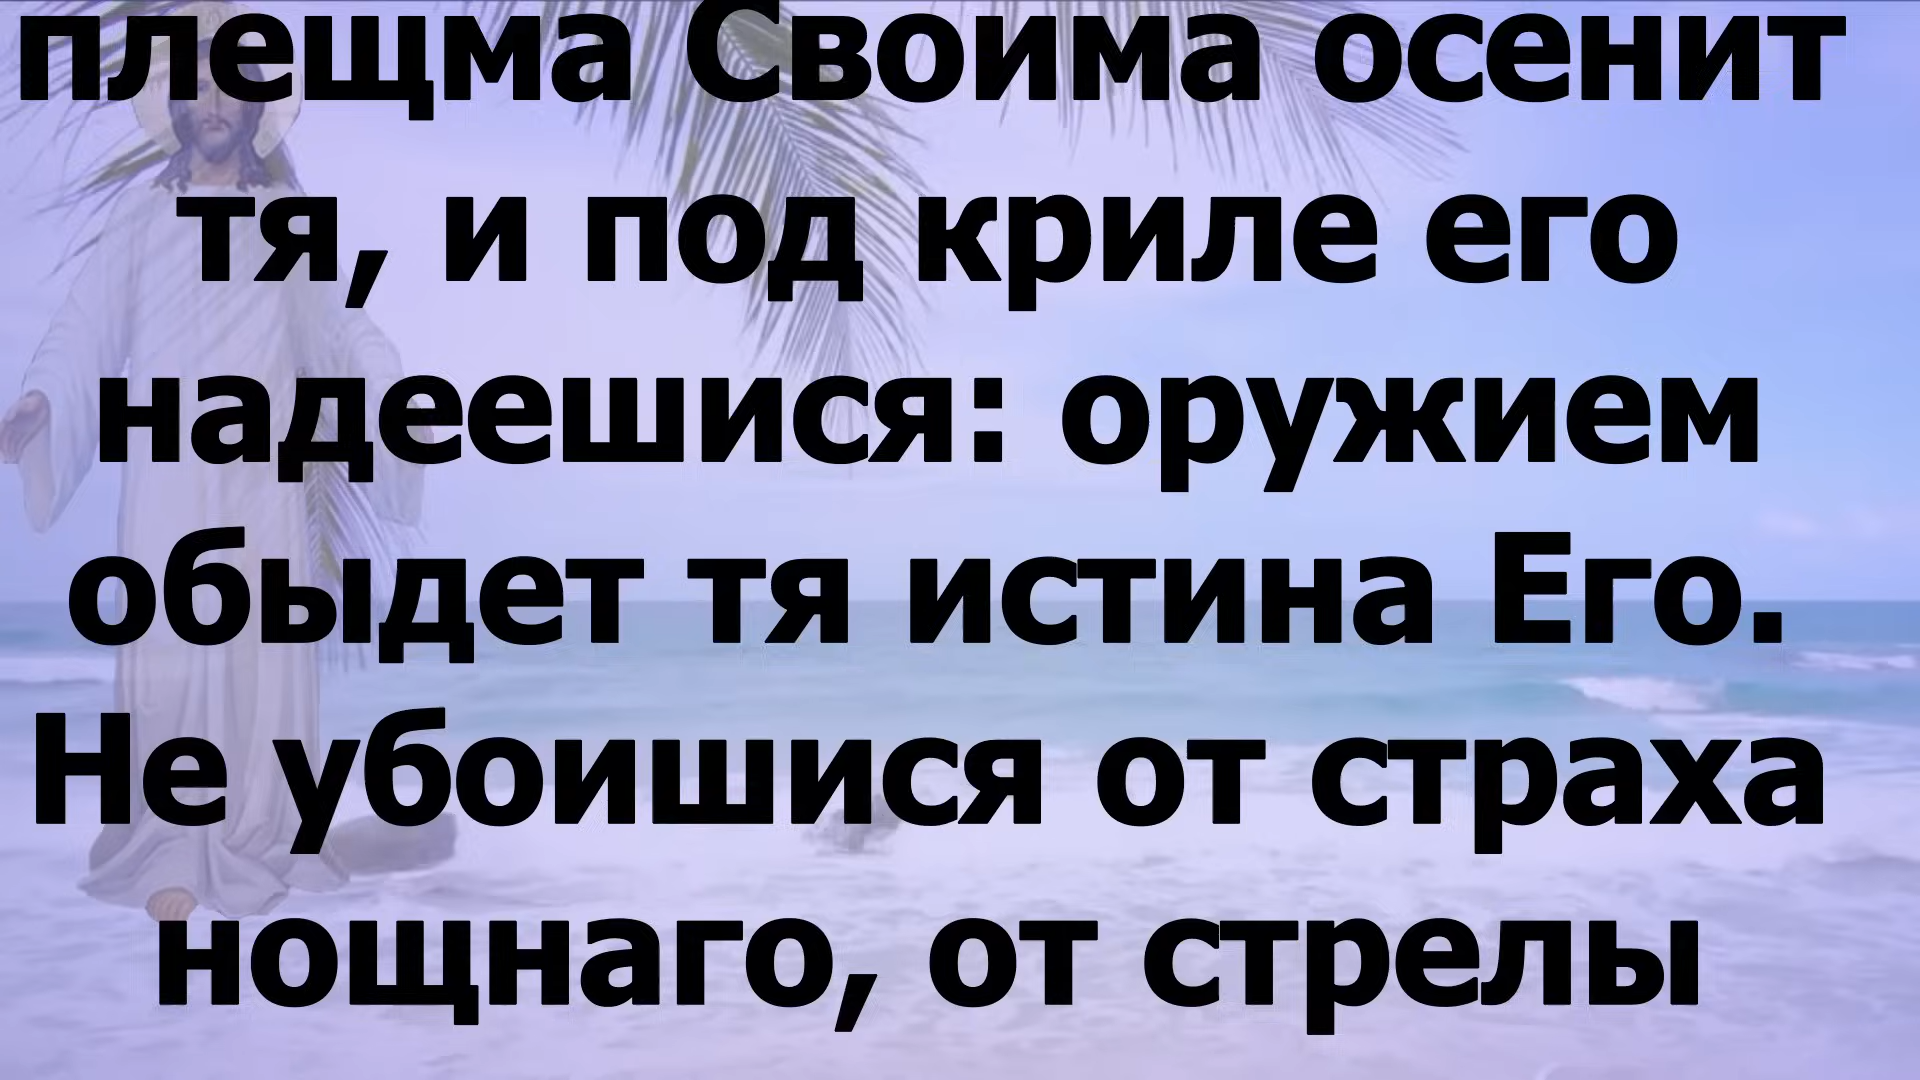 плещма Своима осенит
тя, и под криле его
надеешися: оружием
обыдет тя истина Его.
Не убоишися от страха
нощнаго, от стрелы